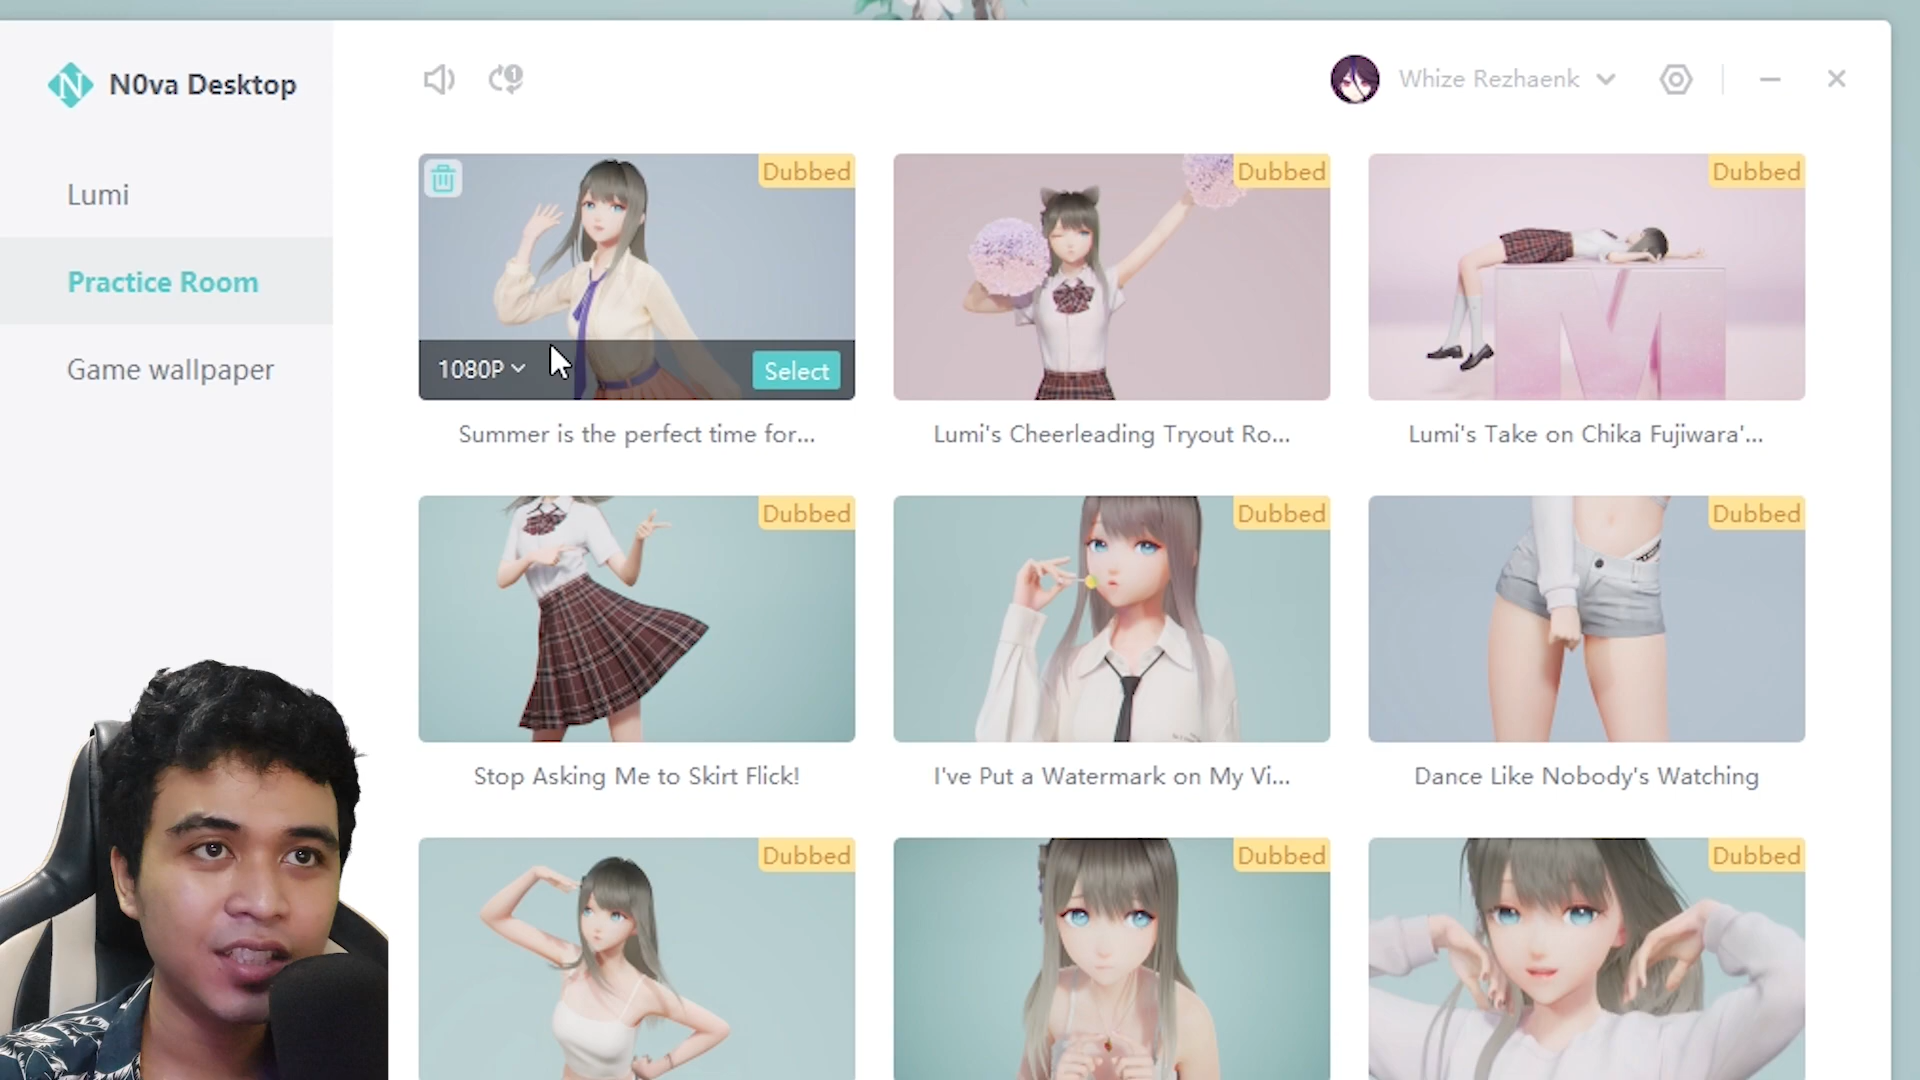 N0va Desktop
Whize Rezhaenk
Lumi
Practice Room
Game wallpaper
Dubbed
Dubbed
Dubbed
1080P
Select
Summer is the perfect time for...
Lumi's Cheerleading Tryout Ro...
Lumi's Take on Chika Fujiwara'...
Dubbed
Dubbed
Dubbed
Stop Asking Me to Skirt Flick!
I've Put a Watermark on My Vi...
Dance Like Nobody's Watching
Dubbed
Dubbed
Dubbed